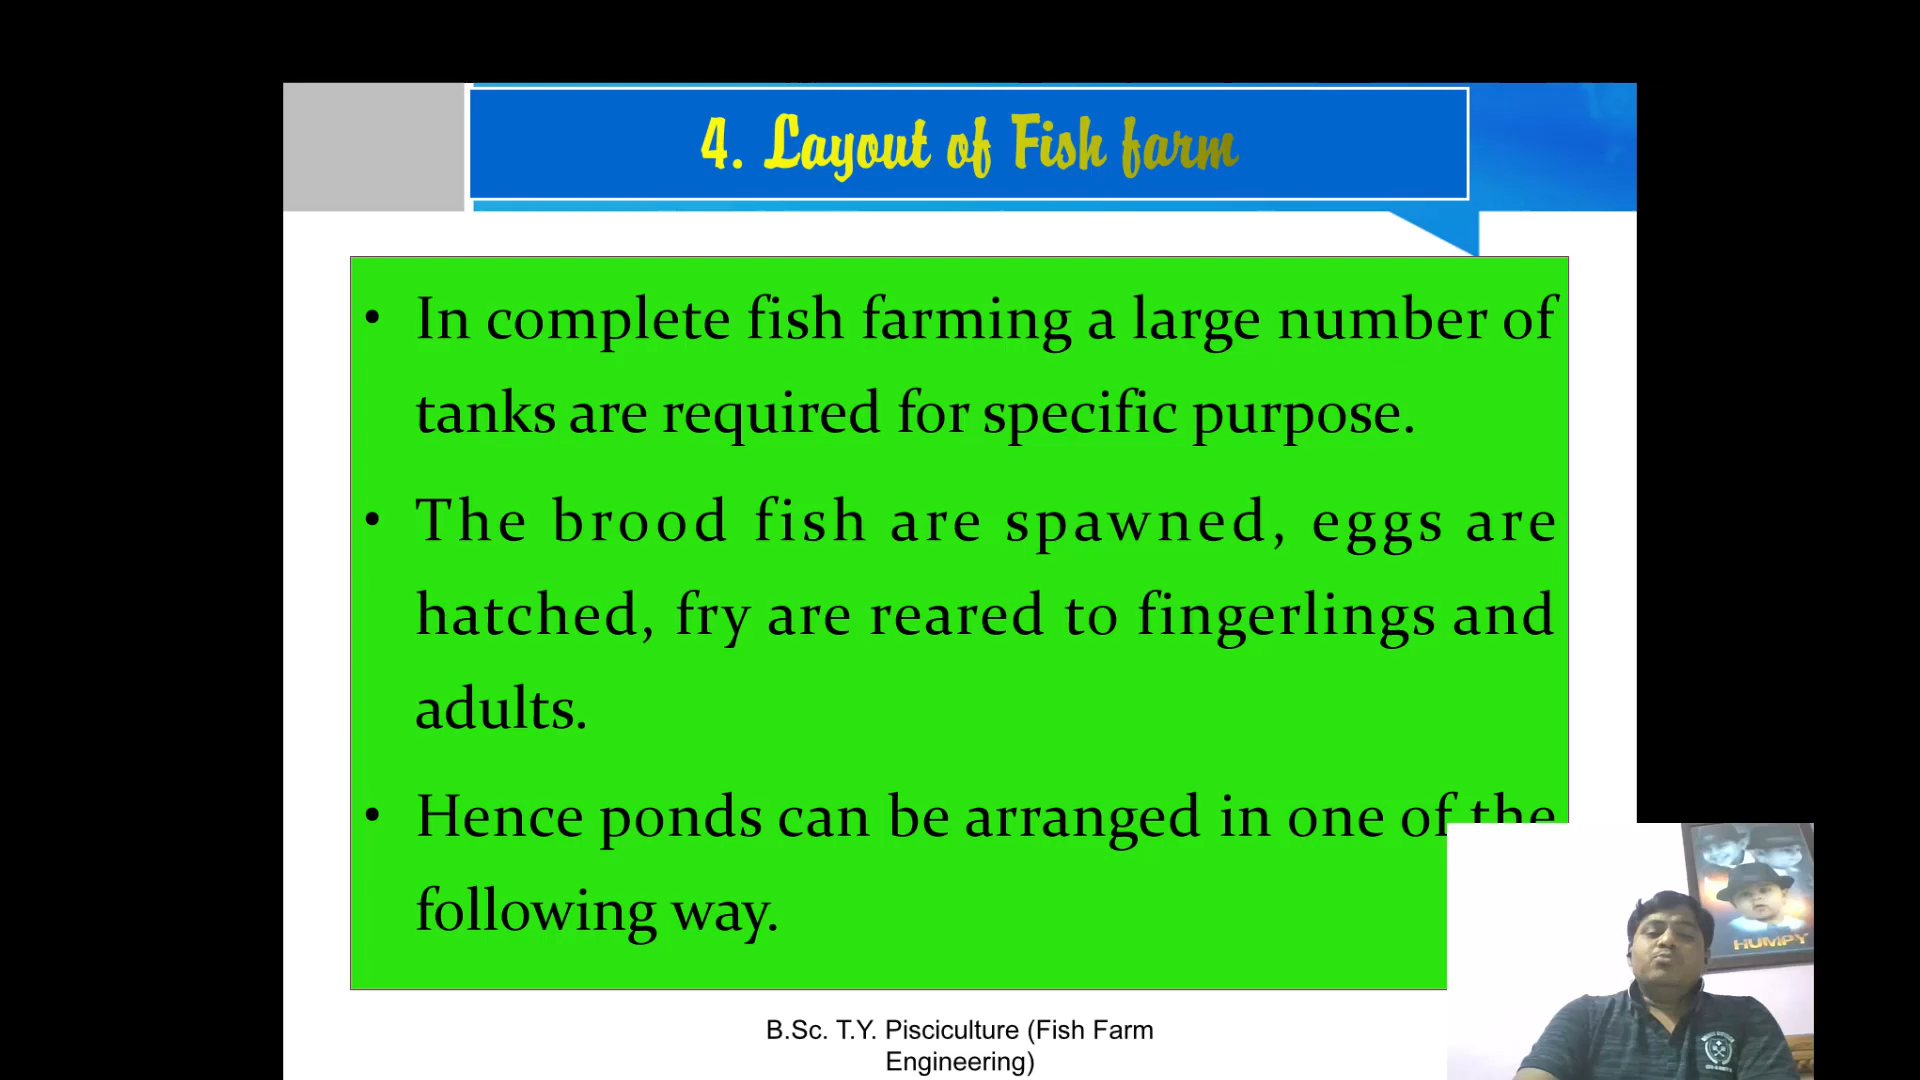 4. Layout of Fish farm
• In complete fish farming a large number of
tanks are required for specific purpose.
• The brood fish are spawned, eggs are
hatched, fry are reared to fingerlings and
adults.
• Hence ponds can be arranged in one of the
following way.
HUMPY
B.Sc. T.Y. Pisciculture (Fish Farm
Engineering)